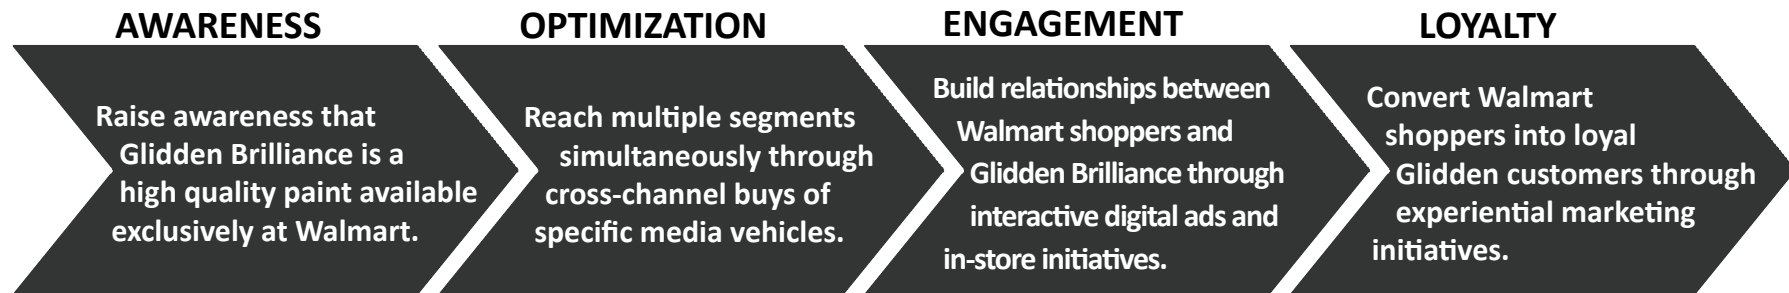 AWARENESS
Raise awareness that
Glidden Brilliance is a
high quality paint available
exclusively at Walmart.
OPTIMIZATION
Reach multiple segments
simultaneously through
cross-channel buys of
specific media vehicles.
ENGAGEMENT
Build relationships between
Walmart shoppers and
Glidden Brilliance through
interactive digital ads and
in-store initiatives.
LOYALTY
Convert Walmart
shoppers into loyal
Glidden customers through
experiential marketing
initiatives.